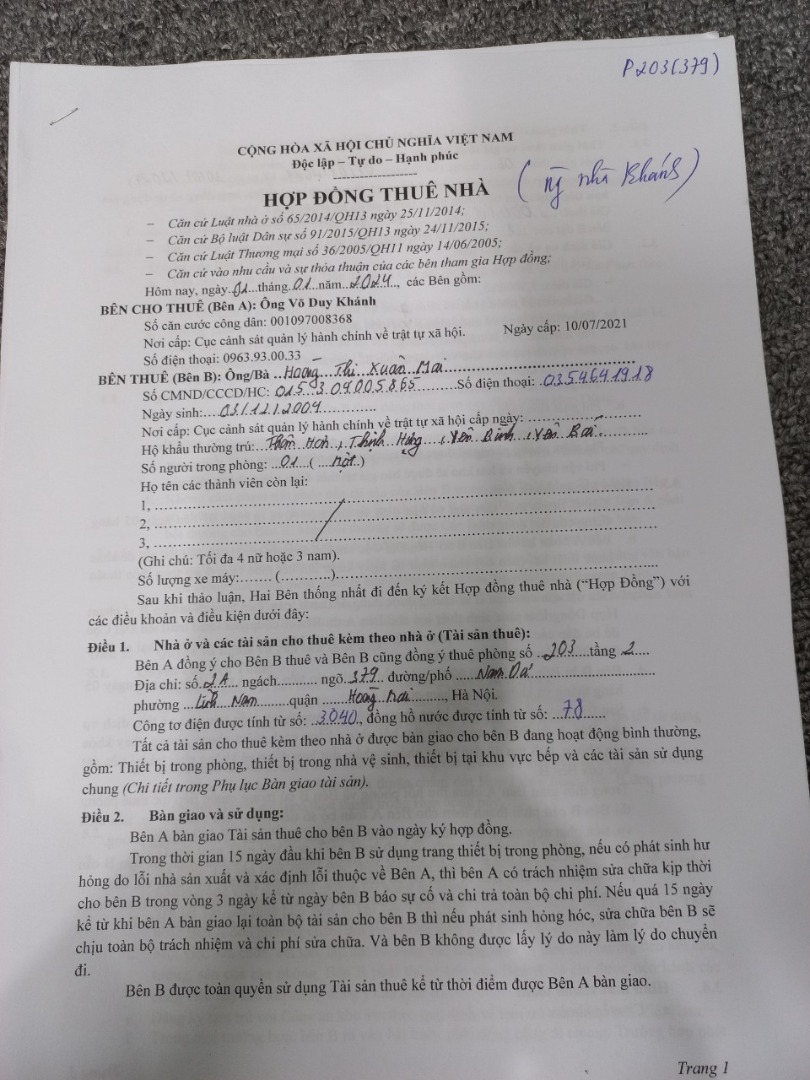 P203(379)
CỘNG HÒA XÃ HỘI CHỦ NGHĨA VIỆT NAM
Độc lập – Tự do – Hạnh phúc
HỢP ĐỒNG THUÊ NHÀ
( nhà Khánh)
– Căn cứ Luật nhà ở số 65/2014/QH13 ngày 25/11/2014;
– Căn cứ Bộ luật Dân sự số 91/2015/QH13 ngày 24/11/2015;
– Căn cứ Luật Thương mại số 36/2005/QH11 ngày 14/06/2005;
– Căn cứ vào nhu cầu và sự thỏa thuận của các bên tham gia Hợp đồng;
Hôm nay, ngày..01...tháng.01...năm..2024.., các Bên gồm:
BÊN CHO THUÊ (Bên A): Ông Võ Duy Khánh
Số căn cước công dân: 001097008368 Ngày cấp: 10/07/2021
Nơi cấp: Cục cảnh sát quản lý hành chính về trật tự xã hội.
Số điện thoại: 0963.93.00.33
BÊN THUÊ (Bên B): Ông/Bà ..Hoàng Thị Xuân Mai
Số CMND/CCCD/HC: 015304005865 Số điện thoại: 0354641918
Ngày sinh: 03/12/2004
Nơi cấp: Cục cảnh sát quản lý hành chính về trật tự xã hội cấp ngày: ..................
Hộ khẩu thường trú: Hòa, Thịnh Hưng, Yên Bình, Yên Bái
Số người trong phòng: ...01....( ....một..)
Họ tên các thành viên còn lại:
1, ..................
2, ..................
3, ..................
(Ghi chú: Tối đa 4 nữ hoặc 3 nam).
Số lượng xe máy:....... (...........)..................
Sau khi thảo luận, Hai Bên thống nhất đi đến ký kết Hợp đồng thuê nhà (“Hợp Đồng”) với
các điều khoản và điều kiện dưới đây:
Điều 1. Nhà ở và các tài sản cho thuê kèm theo nhà ở (Tài sản thuê):
Bên A đồng ý cho Bên B thuê và Bên B cũng đồng ý thuê phòng số ..203....tầng 2....
Địa chỉ: số.2A... ngách........... ngõ.379.. đường/phố .....Nam Dư..................
phường ...Lĩnh Nam........quận .......Hoàng Mai........., Hà Nội.
Công tơ điện được tính từ số: ..3040.., đồng hồ nước được tính từ số: ...78.......
Tất cả tài sản cho thuê kèm theo nhà ở được bàn giao cho bên B đang hoạt động bình thường,
gồm: Thiết bị trong phòng, thiết bị trong nhà vệ sinh, thiết bị tại khu vực bếp và các tài sản sử dụng
chung (Chi tiết trong Phụ lục Bàn giao tài sản).
Điều 2. Bàn giao và sử dụng:
Bên A bàn giao Tài sản thuê cho bên B vào ngày ký hợp đồng.
Trong thời gian 15 ngày đầu khi bên B sử dụng trang thiết bị trong phòng, nếu có phát sinh hư
hỏng do lỗi nhà sản xuất và xác định lỗi thuộc về Bên A, thì bên A có trách nhiệm sửa chữa kịp thời
cho bên B trong vòng 3 ngày kể từ ngày bên B báo sự cố và chi trả toàn bộ chi phí. Nếu quá 15 ngày
kể từ khi bên A bàn giao lại toàn bộ tài sản cho bên B thì nếu phát sinh hỏng hóc, sửa chữa bên B sẽ
chịu toàn bộ trách nhiệm và chi phí sửa chữa. Và bên B không được lấy lý do này làm lý do chuyển
đi.
Bên B được toàn quyền sử dụng Tài sản thuê kể từ thời điểm được Bên A bàn giao.
Trang 1